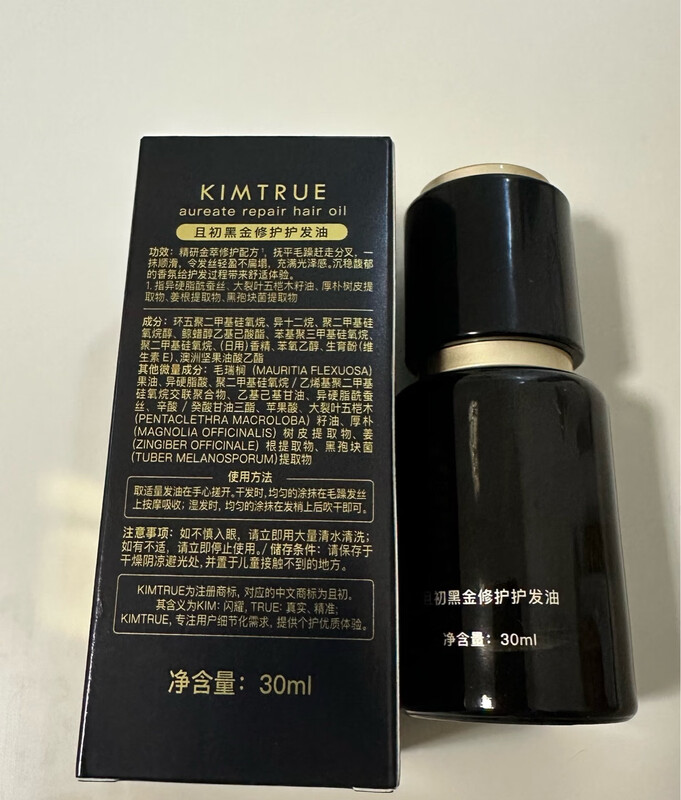 KIMTRUE
aureate repair hair oil
且初黑金修护护发油
功效：精研金萃修护配方¹，抚平毛躁赶走分叉，一
抹顺滑，令发丝轻盈不扁塌，充满光泽感。沉稳馥郁
的香氛给护发过程带来舒适体验。
1.指异硬脂酰蚕丝、大裂叶五桤木籽油、厚朴树皮提
取物、姜根提取物、黑孢块菌提取物
成分：环五聚二甲基硅氧烷、异十二烷、聚二甲基硅
氧烷醇、鲸蜡醇乙基己酸酯、苯基聚三甲基硅氧烷、
聚二甲基硅氧烷、(日用)香精、苯氧乙醇、生育酚(维
生素 E)、澳洲坚果油酸乙酯
其他微量成分：毛瑞榈 (MAURITIA FLEXUOSA)
果油、异硬脂酸、聚二甲基硅氧烷 / 乙烯基聚二甲基
硅氧烷交联聚合物、乙基己基甘油、异硬脂酰蚕
丝、辛酸 / 癸酸甘油三酯、苹果酸、大裂叶五桤木
(PENTACLETHRA MACROLOBA) 籽油、厚朴
(MAGNOLIA OFFICINALIS) 树皮提取物、姜
(ZINGIBER OFFICINALE) 根提取物、黑孢块菌
(TUBER MELANOSPORUM)提取物
使用方法
取适量发油在手心搓开。干发时，均匀的涂抹在毛躁发丝
上按摩吸收；湿发时，均匀的涂抹在发梢上后吹干即可。
注意事项：如不慎入眼，请立即用大量清水清洗；
如有不适，请立即停止使用。/ 储存条件：请保存于
干燥阴凉避光处，并置于儿童接触不到的地方。
KIMTRUE为注册商标，对应的中文商标为且初。
其含义为KIM：闪耀，TRUE：真实、精准；
KIMTRUE，专注用户细节化需求，提供个护优质体验。
净含量：30ml
且初黑金修护护发油
净含量：30ml